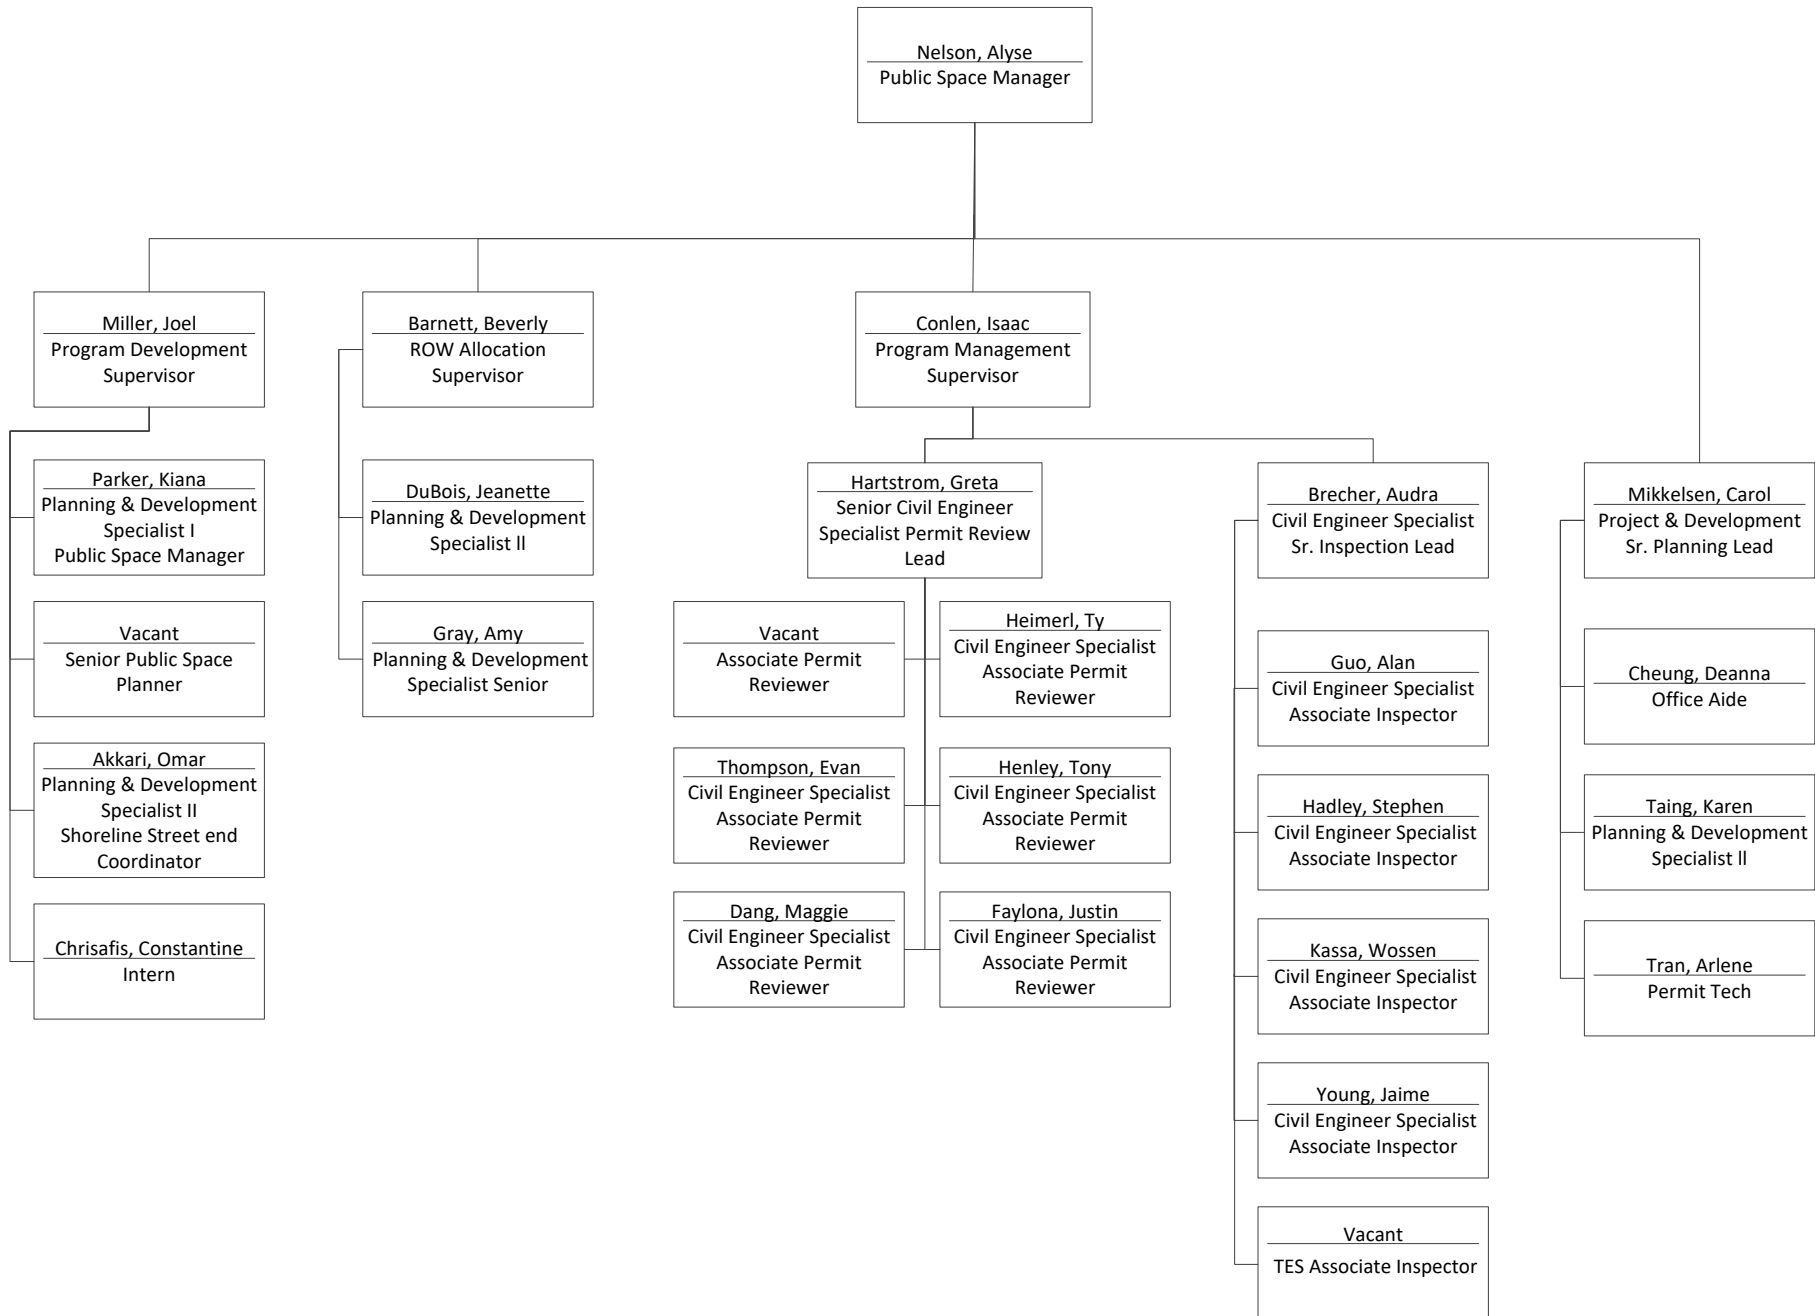 Nelson, Alyse
Public Space Manager
Miller, Joel
Program Development
Supervisor
Barnett, Beverly
ROW Allocation
Supervisor
Conlen, Isaac
Program Management
Supervisor
Parker, Kiana
Planning & Development
Specialist I
Public Space Manager
Vacant
Senior Public Space
Planner
Akkari, Omar
Planning & Development
Specialist II
Shoreline Street end
Coordinator
Chrisafis, Constantine
Intern
DuBois, Jeanette
Planning & Development
Specialist ll
Gray, Amy
Planning & Development
Specialist Senior
Hartstrom, Greta
Senior Civil Engineer
Specialist Permit Review
Lead
Vacant
Associate Permit
Reviewer
Heimerl, Ty
Civil Engineer Specialist
Associate Permit
Reviewer
Thompson, Evan
Civil Engineer Specialist
Associate Permit
Reviewer
Henley, Tony
Civil Engineer Specialist
Associate Permit
Reviewer
Dang, Maggie
Civil Engineer Specialist
Associate Permit
Reviewer
Faylona, Justin
Civil Engineer Specialist
Associate Permit
Reviewer
Brecher, Audra
Civil Engineer Specialist
Sr. Inspection Lead
Guo, Alan
Civil Engineer Specialist
Associate Inspector
Hadley, Stephen
Civil Engineer Specialist
Associate Inspector
Kassa, Wossen
Civil Engineer Specialist
Associate Inspector
Young, Jaime
Civil Engineer Specialist
Associate Inspector
Vacant
TES Associate Inspector
Mikkelsen, Carol
Project & Development
Sr. Planning Lead
Cheung, Deanna
Office Aide
Taing, Karen
Planning & Development
Specialist ll
Tran, Arlene
Permit Tech